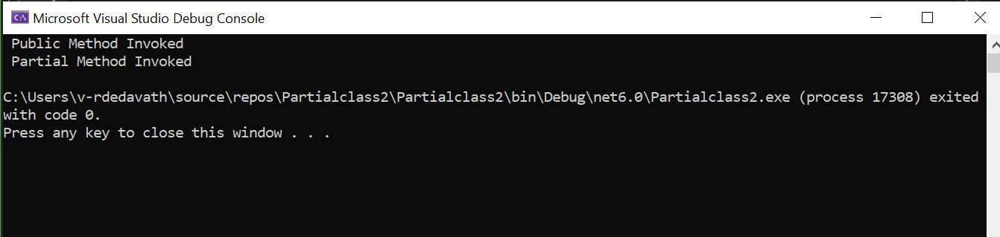 C:\
Microsoft Visual Studio Debug Console
Public Method Invoked
Partial Method Invoked
C:\Users\v-rdedavath\source\repos\Partialclass2\Partialclass2\bin\Debug\net6.0\Partialclass2.exe (process 17308) exited
with code 0.
Press any key to close this window . . .